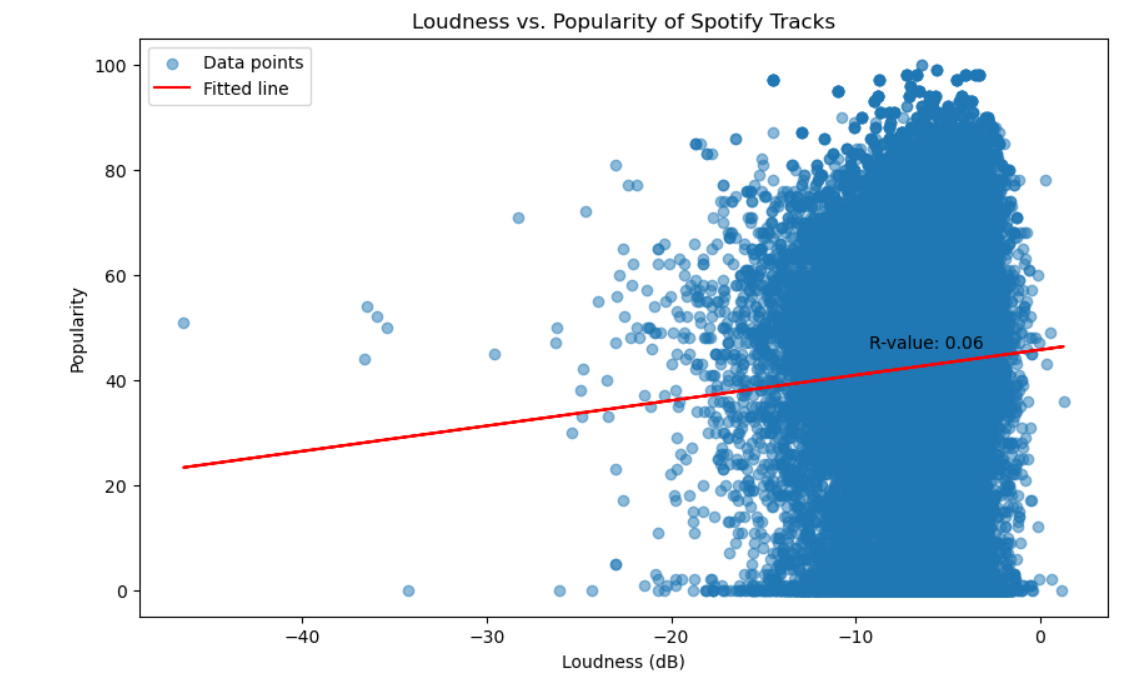 Loudness vs. Popularity of Spotify Tracks
Data points
Fitted line
100
80
60
40
20
0
Popularity
R-value: 0.06
−40
−30
−20
−10
0
Loudness (dB)